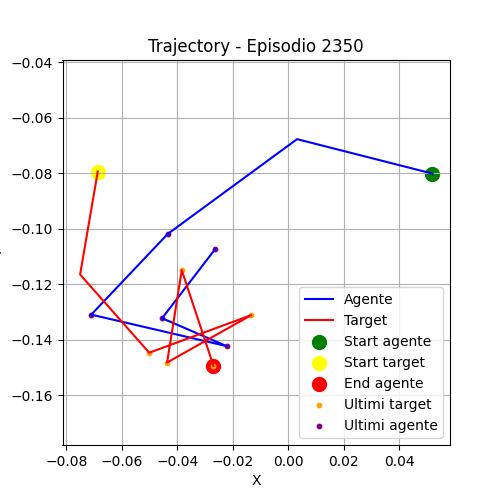 Trajectory - Episodio 2350
−0.04
−0.06
−0.08
−0.10
−0.12
−0.14
−0.16
Agente
Target
Start agente
Start target
End agente
Ultimi target
Ultimi agente
−0.08 −0.06 −0.04 −0.02 0.00 0.02 0.04
X